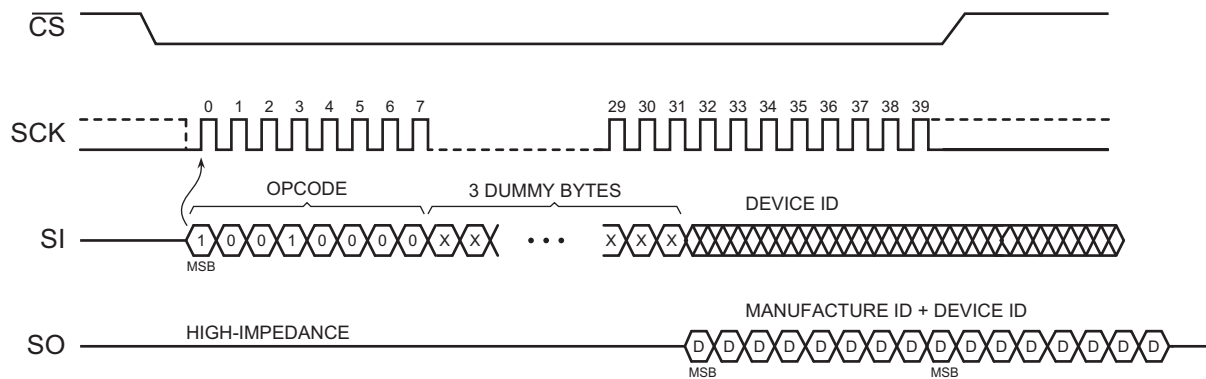 CS
0 1 2 3 4 5 6 7 29 30 31 32 33 34 35 36 37 38 39
SCK
OPCODE 3 DUMMY BYTES DEVICE ID
SI 1 0 0 1 0 0 0 0 X X • • • X X X
MSB
HIGH-IMPEDANCE MANUFACTURE ID + DEVICE ID
SO D D D D D D D D D D D D D D D D
MSB MSB